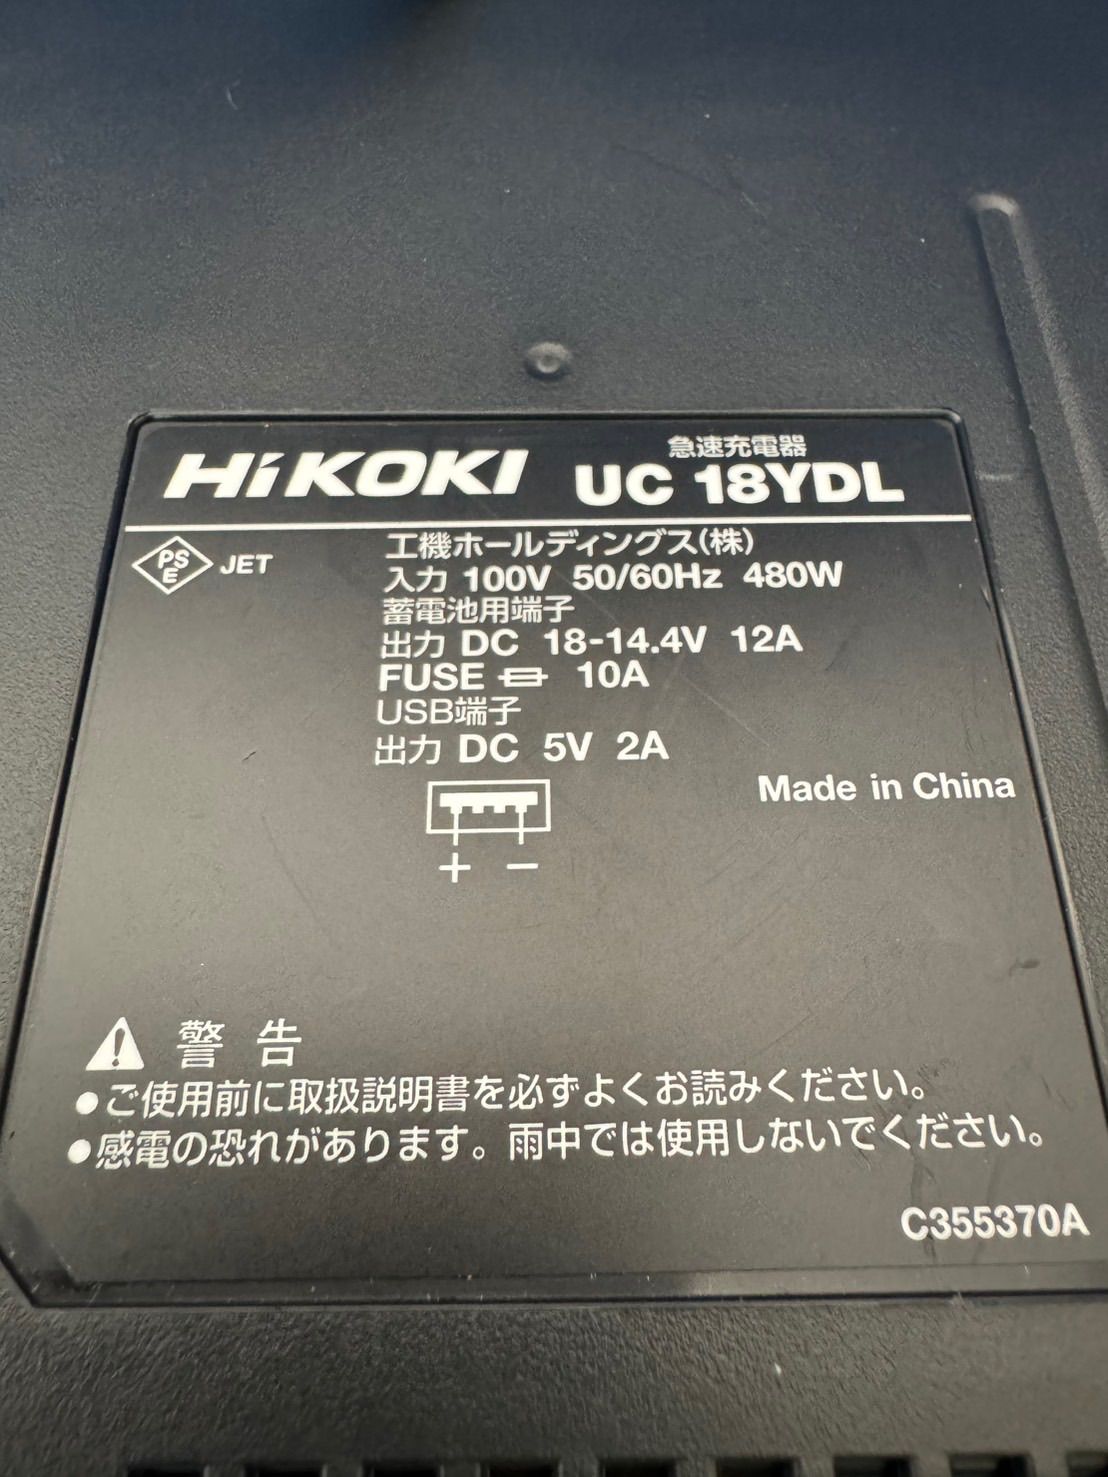 HiKOKI 急速充電器 UC 18YDL
PS E JET
工機ホールディングス(株)
入力 100V 50/60Hz 480W
蓄電池用端子
出力 DC 18-14.4V 12A
FUSE 10A
USB端子
出力 DC 5V 2A
Made in China
+ −
警告
●ご使用前に取扱説明書を必ずよくお読みください。
●感電の恐れがあります。雨中では使用しないでください。
C355370A